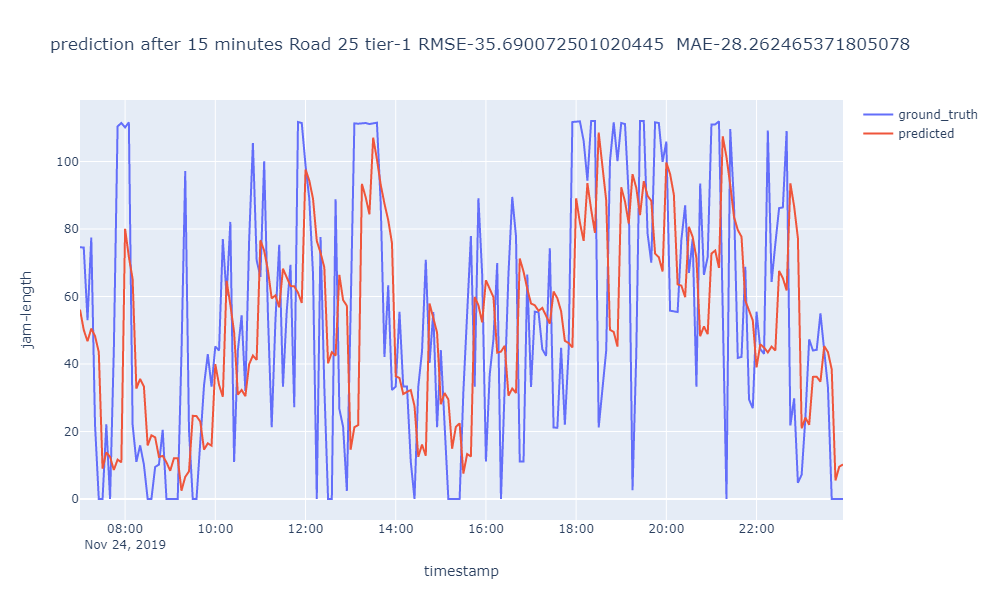 prediction after 15 minutes Road 25 tier-1 RMSE-35.690072501020445  MAE-28.262465371805078
ground_truth
predicted
100
80
60
40
20
0
jam-length
08:00 10:00 12:00 14:00 16:00 18:00 20:00 22:00
Nov 24, 2019
timestamp